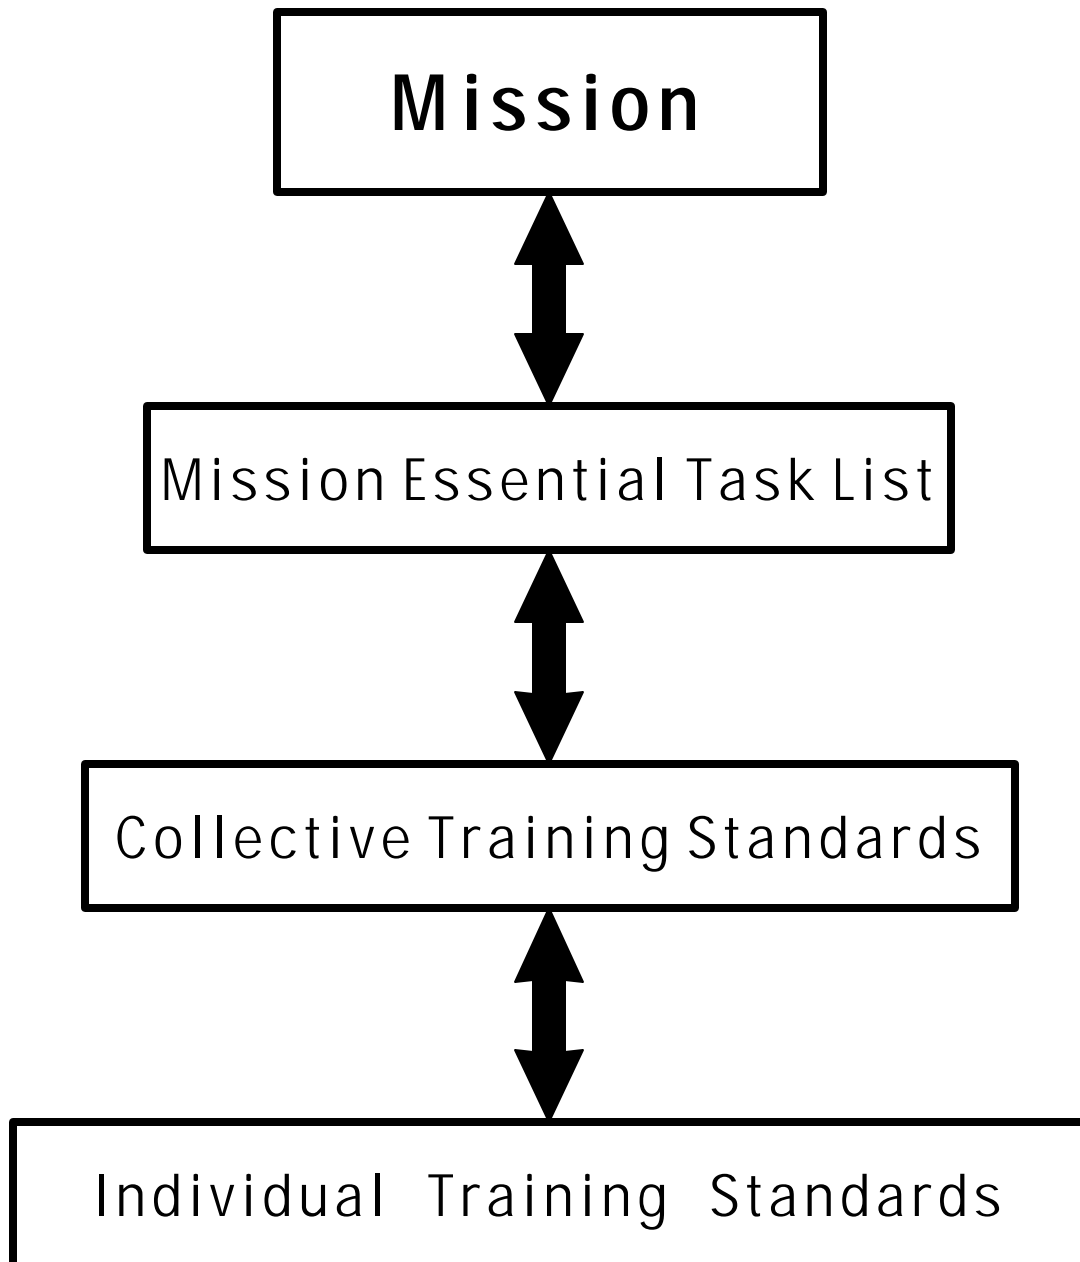 Mission
Mission Essential Task List
Collective Training Standards
Individual Training Standards